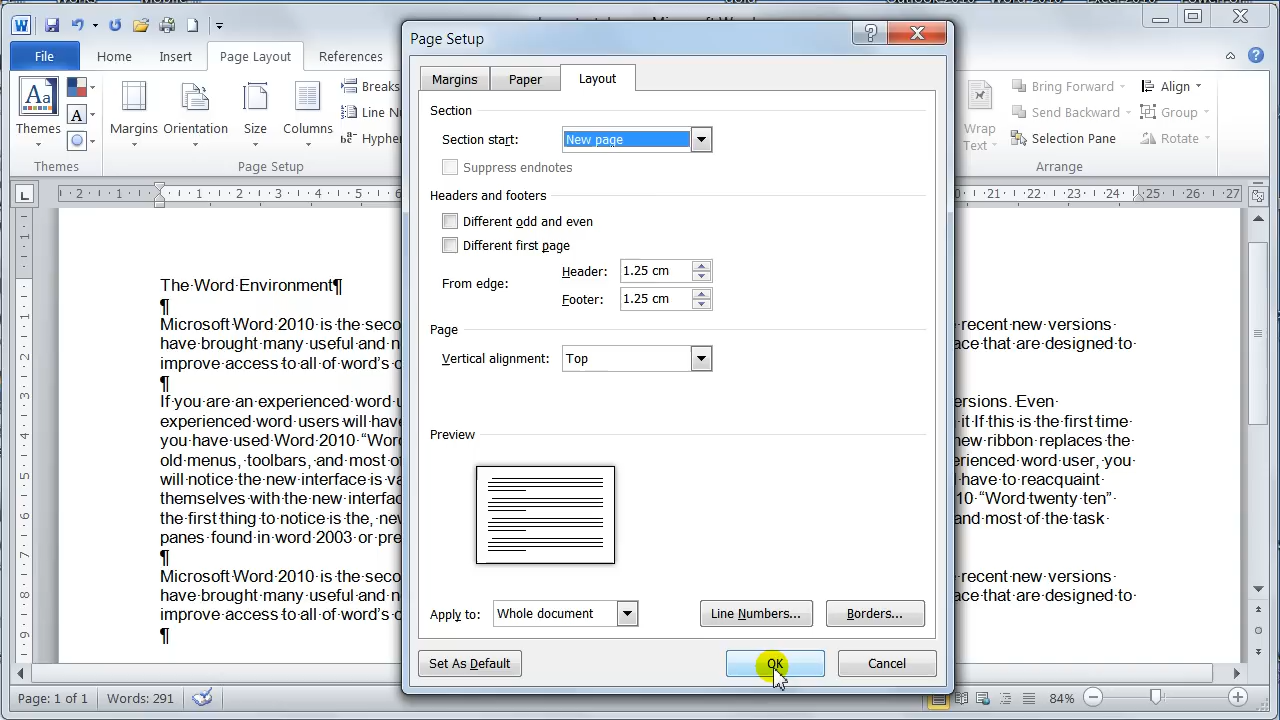 Page Setup
File Home Insert Page Layout References
Themes Margins Orientation Size Columns Breaks
Line Nu
Hyphe
Themes Page Setup
Wrap Text
Bring Forward
Send Backward
Selection Pane
Align
Group
Rotate
Arrange
Margins Paper Layout
Section
Section start: New page
Suppress endnotes
Headers and footers
Different odd and even
Different first page
From edge:
Header: 1.25 cm
Footer: 1.25 cm
Page
Vertical alignment: Top
Preview
Apply to: Whole document Line Numbers... Borders...
Set As Default OK Cancel
The·Word·Environment¶
¶
Microsoft·Word·2010·is·the·seco recent·new·versions·
have·brought·many·useful·and·n ace·that·are·designed·to·
improve·access·to·all·of·word’s·c
¶
If·you·are·an·experienced·word·u ersions.·Even·
experienced·word·users·will·have it·If·this·is·the·first·time·
you·have·used·Word·2010·“Word new·ribbon·replaces·the·
old·menus,·toolbars,·and·most·o erienced·word·user,·you·
will·notice·the·new·interface·is·va have·to·reacquaint·
themselves·with·the·new·interfac 10·“Word·twenty·ten”·
the·first·thing·to·notice·is·the,·nev and·most·of·the·task·
panes·found·in·word·2003·or·pre
¶
Microsoft·Word·2010·is·the·seco recent·new·versions·
have·brought·many·useful·and·n ace·that·are·designed·to·
improve·access·to·all·of·word’s·c
¶
Page: 1 of 1 Words: 291 84%